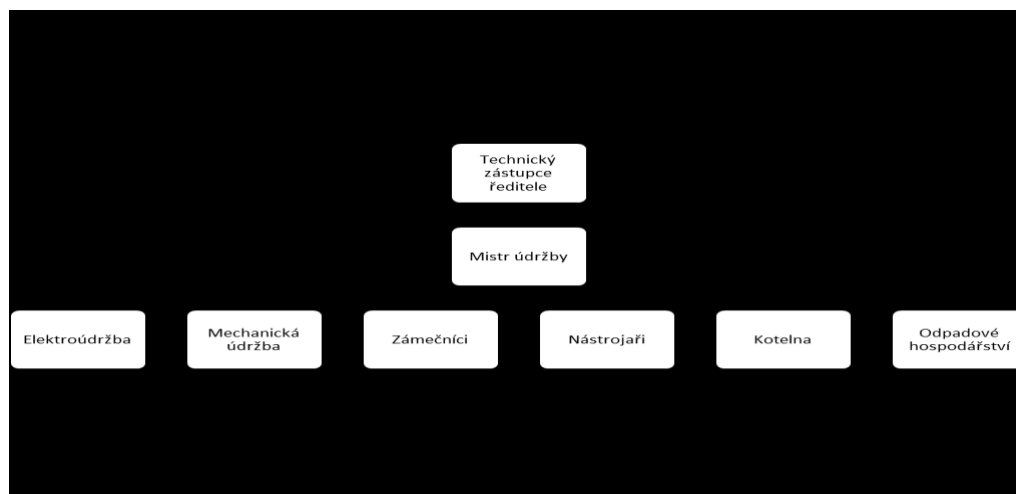 Technický
zástupce
ředitele
Mistr údržby
Elektroúdržba
Mechanická
údržba
Zámečníci
Nástrojaři
Kotelna
Odpadové
hospodářství